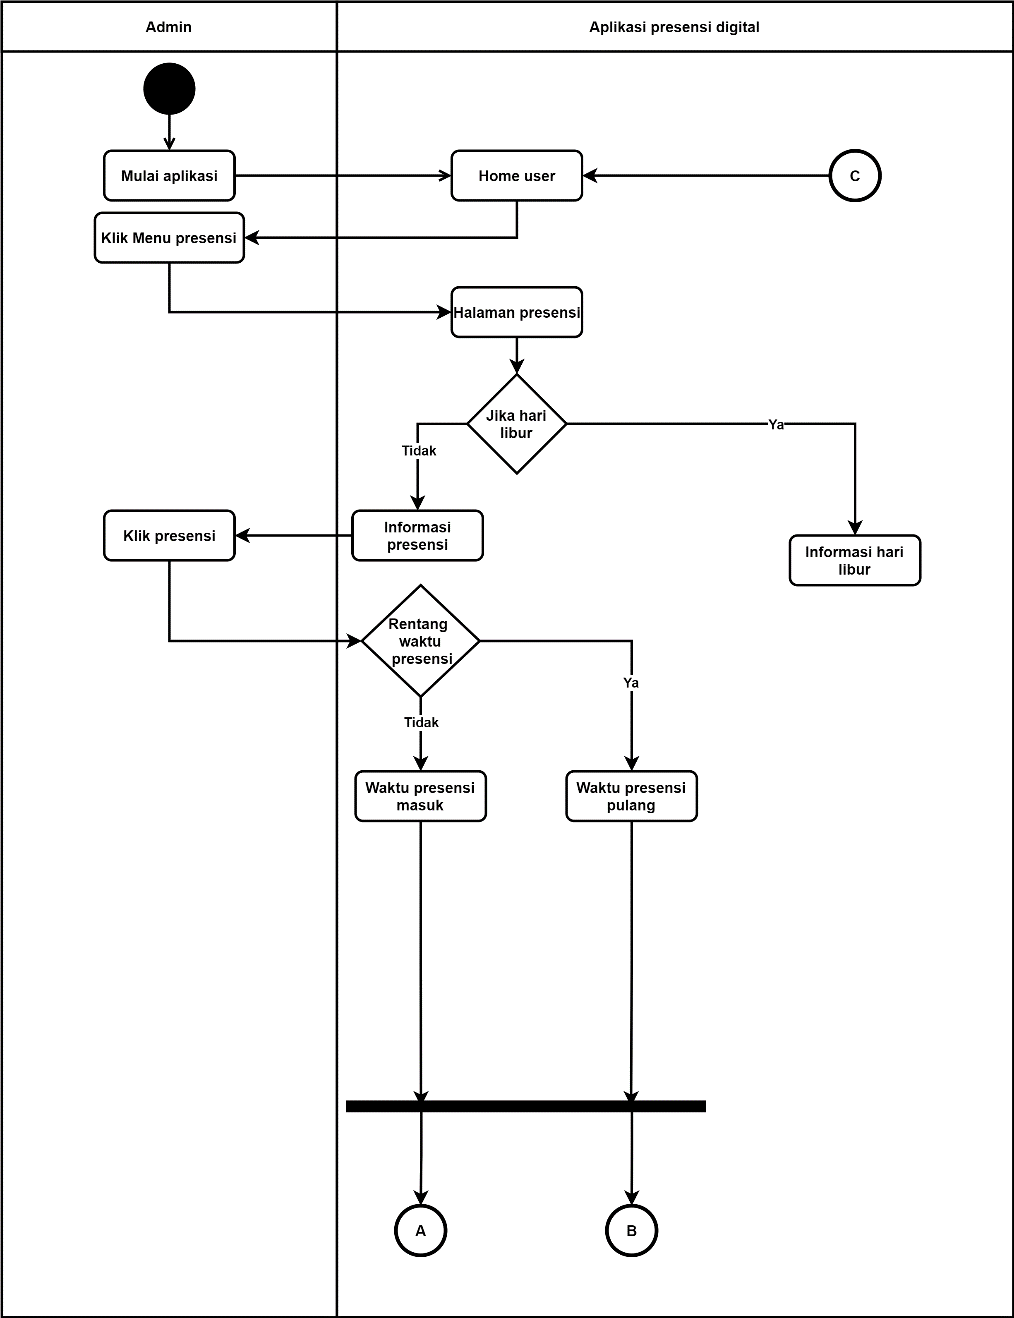 Admin
Aplikasi presensi digital
Mulai aplikasi
Home user
C
Klik Menu presensi
Halaman presensi
Jika hari
libur
Ya
Tidak
Klik presensi
Informasi
presensi
Informasi hari
libur
Rentang
waktu
presensi
Ya
Tidak
Waktu presensi
masuk
Waktu presensi
pulang
A
B